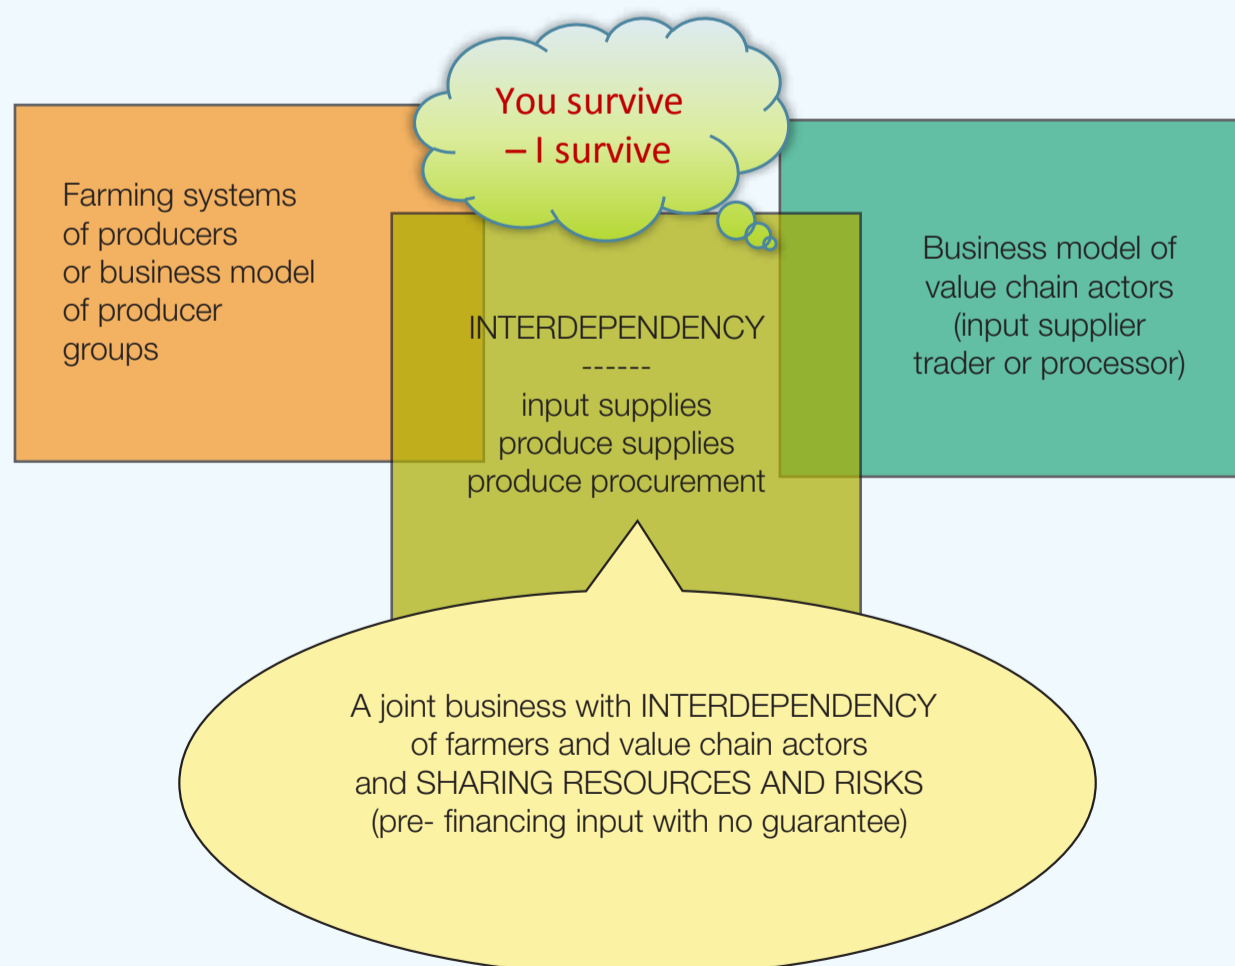 You survive
– I survive
Farming systems
of producers
or business model
of producer
groups
INTERDEPENDENCY
------
input supplies
produce supplies
produce procurement
Business model of
value chain actors
(input supplier
trader or processor)
A joint business with INTERDEPENDENCY
of farmers and value chain actors
and SHARING RESOURCES AND RISKS
(pre- financing input with no guarantee)